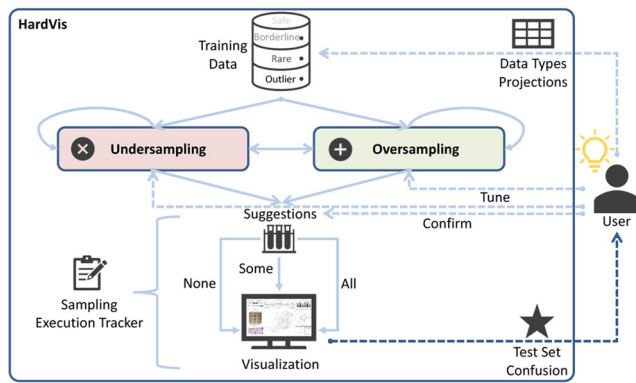 HardVis
Safe
Borderline
Rare
Outlier
Training
Data
Data Types
Projections
Undersampling
Oversampling
Tune
Suggestions
Confirm
User
None
Some
All
Sampling
Execution Tracker
Visualization
Test Set
Confusion